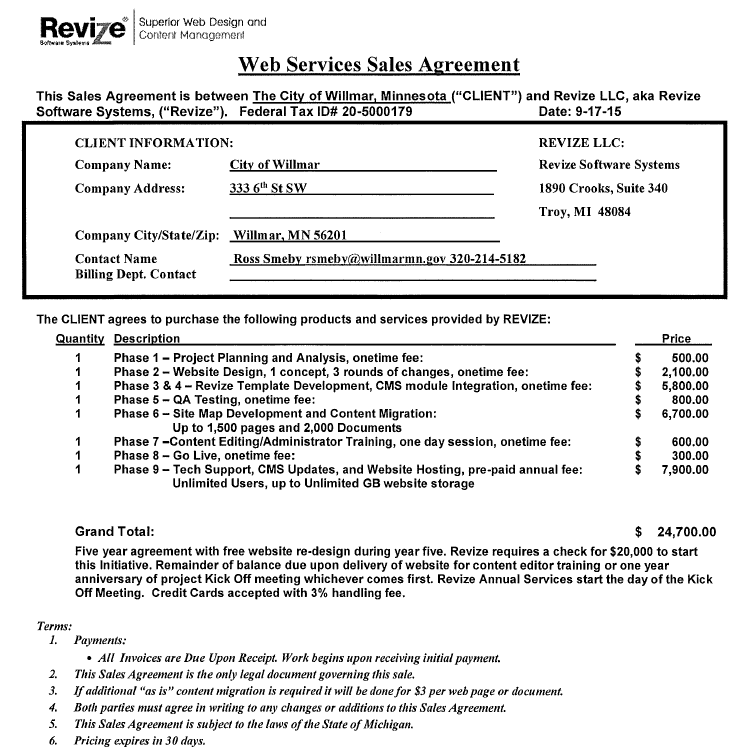 Revize® Superior Web Design and
Software Systems Content Management
Web Services Sales Agreement
This Sales Agreement is between The City of Willmar, Minnesota (“CLIENT”) and Revize LLC, aka Revize
Software Systems, (“Revize”). Federal Tax ID# 20-5000179 Date: 9-17-15
CLIENT INFORMATION: REVIZE LLC:
Company Name: City of Willmar Revize Software Systems
Company Address: 333 6th St SW 1890 Crooks, Suite 340
Troy, MI 48084
Company City/State/Zip: Willmar, MN 56201
Contact Name Ross Smeby rsmeby@willmarmn.gov 320-214-5182
Billing Dept. Contact
The CLIENT agrees to purchase the following products and services provided by REVIZE:
Quantity Description Price
1 Phase 1 – Project Planning and Analysis, onetime fee: $ 500.00
1 Phase 2 – Website Design, 1 concept, 3 rounds of changes, onetime fee: $ 2,100.00
1 Phase 3 & 4 – Revize Template Development, CMS module Integration, onetime fee: $ 5,800.00
1 Phase 5 – QA Testing, onetime fee: $ 800.00
1 Phase 6 – Site Map Development and Content Migration: $ 6,700.00
Up to 1,500 pages and 2,000 Documents
1 Phase 7 –Content Editing/Administrator Training, one day session, onetime fee: $ 600.00
1 Phase 8 – Go Live, onetime fee: $ 300.00
1 Phase 9 – Tech Support, CMS Updates, and Website Hosting, pre-paid annual fee: $ 7,900.00
Unlimited Users, up to Unlimited GB website storage
Grand Total: $ 24,700.00
Five year agreement with free website re-design during year five. Revize requires a check for $20,000 to start
this Initiative. Remainder of balance due upon delivery of website for content editor training or one year
anniversary of project Kick Off meeting whichever comes first. Revize Annual Services start the day of the Kick
Off Meeting. Credit Cards accepted with 3% handling fee.
Terms:
1. Payments:
• All Invoices are Due Upon Receipt. Work begins upon receiving initial payment.
2. This Sales Agreement is the only legal document governing this sale.
3. If additional “as is” content migration is required it will be done for $3 per web page or document.
4. Both parties must agree in writing to any changes or additions to this Sales Agreement.
5. This Sales Agreement is subject to the laws of the State of Michigan.
6. Pricing expires in 30 days.